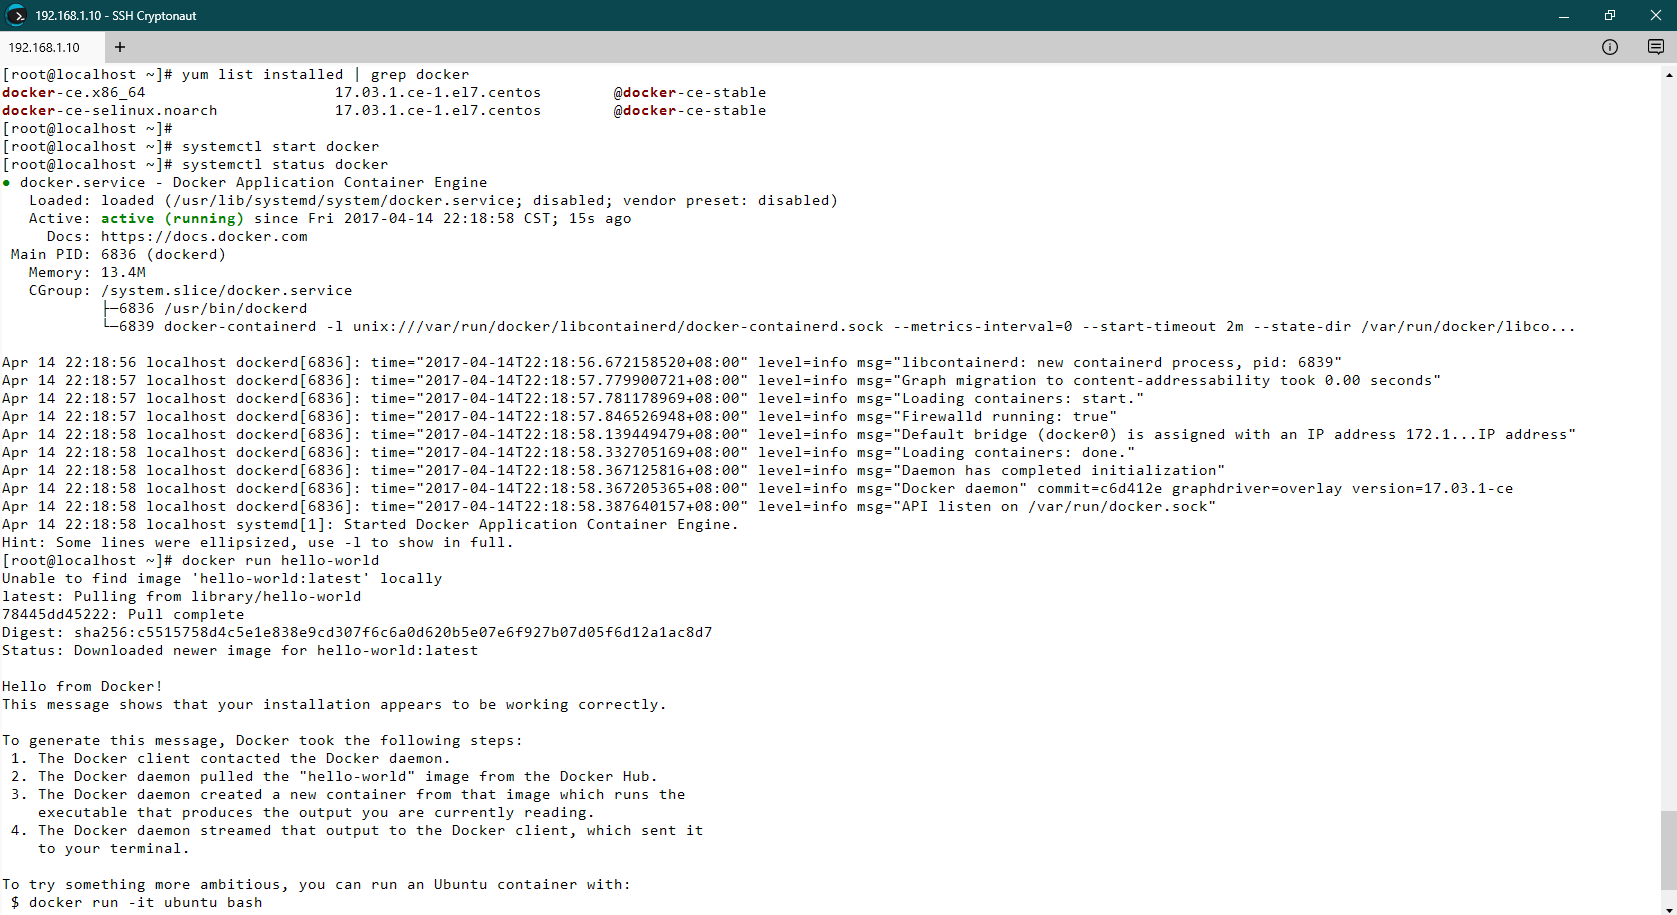 192.168.1.10 - SSH Cryptonaut
192.168.1.10
[root@localhost ~]# yum list installed | grep docker
docker-ce.x86_64 17.03.1.ce-1.el7.centos @docker-ce-stable
docker-ce-selinux.noarch 17.03.1.ce-1.el7.centos @docker-ce-stable
[root@localhost ~]#
[root@localhost ~]# systemctl start docker
[root@localhost ~]# systemctl status docker
● docker.service - Docker Application Container Engine
Loaded: loaded (/usr/lib/systemd/system/docker.service; disabled; vendor preset: disabled)
Active: active (running) since Fri 2017-04-14 22:18:58 CST; 15s ago
Docs: https://docs.docker.com
Main PID: 6836 (dockerd)
Memory: 13.4M
CGroup: /system.slice/docker.service
├─6836 /usr/bin/dockerd
└─6839 docker-containerd -l unix:///var/run/docker/libcontainerd/docker-containerd.sock --metrics-interval=0 --start-timeout 2m --state-dir /var/run/docker/libco...
Apr 14 22:18:56 localhost dockerd[6836]: time="2017-04-14T22:18:56.672158520+08:00" level=info msg="libcontainerd: new containerd process, pid: 6839"
Apr 14 22:18:57 localhost dockerd[6836]: time="2017-04-14T22:18:57.779900721+08:00" level=info msg="Graph migration to content-addressability took 0.00 seconds"
Apr 14 22:18:57 localhost dockerd[6836]: time="2017-04-14T22:18:57.781178969+08:00" level=info msg="Loading containers: start."
Apr 14 22:18:57 localhost dockerd[6836]: time="2017-04-14T22:18:57.846526948+08:00" level=info msg="Firewalld running: true"
Apr 14 22:18:58 localhost dockerd[6836]: time="2017-04-14T22:18:58.139449479+08:00" level=info msg="Default bridge (docker0) is assigned with an IP address 172.1...IP address"
Apr 14 22:18:58 localhost dockerd[6836]: time="2017-04-14T22:18:58.332705169+08:00" level=info msg="Loading containers: done."
Apr 14 22:18:58 localhost dockerd[6836]: time="2017-04-14T22:18:58.367125816+08:00" level=info msg="Daemon has completed initialization"
Apr 14 22:18:58 localhost dockerd[6836]: time="2017-04-14T22:18:58.367205365+08:00" level=info msg="Docker daemon" commit=c6d412e graphdriver=overlay version=17.03.1-ce
Apr 14 22:18:58 localhost dockerd[6836]: time="2017-04-14T22:18:58.387640157+08:00" level=info msg="API listen on /var/run/docker.sock"
Apr 14 22:18:58 localhost systemd[1]: Started Docker Application Container Engine.
Hint: Some lines were ellipsized, use -l to show in full.
[root@localhost ~]# docker run hello-world
Unable to find image 'hello-world:latest' locally
latest: Pulling from library/hello-world
78445dd45222: Pull complete
Digest: sha256:c5515758d4c5e1e838e9cd307f6c6a0d620b5e07e6f927b07d05f6d12a1ac8d7
Status: Downloaded newer image for hello-world:latest
Hello from Docker!
This message shows that your installation appears to be working correctly.
To generate this message, Docker took the following steps:
1. The Docker client contacted the Docker daemon.
2. The Docker daemon pulled the "hello-world" image from the Docker Hub.
3. The Docker daemon created a new container from that image which runs the
executable that produces the output you are currently reading.
4. The Docker daemon streamed that output to the Docker client, which sent it
to your terminal.
To try something more ambitious, you can run an Ubuntu container with:
$ docker run -it ubuntu bash